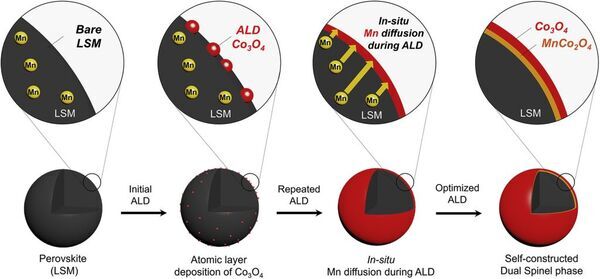 Bare
LSM
Mn
Mn
Mn
Mn
LSM
ALD
Co₃O₄
Mn
Mn
Mn
Mn
LSM
In-situ
Mn diffusion
during ALD
Mn
Mn
Mn
Mn
LSM
Co₃O₄
MnCo₂O₄
LSM
Initial
ALD
Repeated
ALD
Optimized
ALD
Perovskite
(LSM)
Atomic layer
deposition of Co₃O₄
In-situ
Mn diffusion during ALD
Self-constructed
Dual Spinel phase